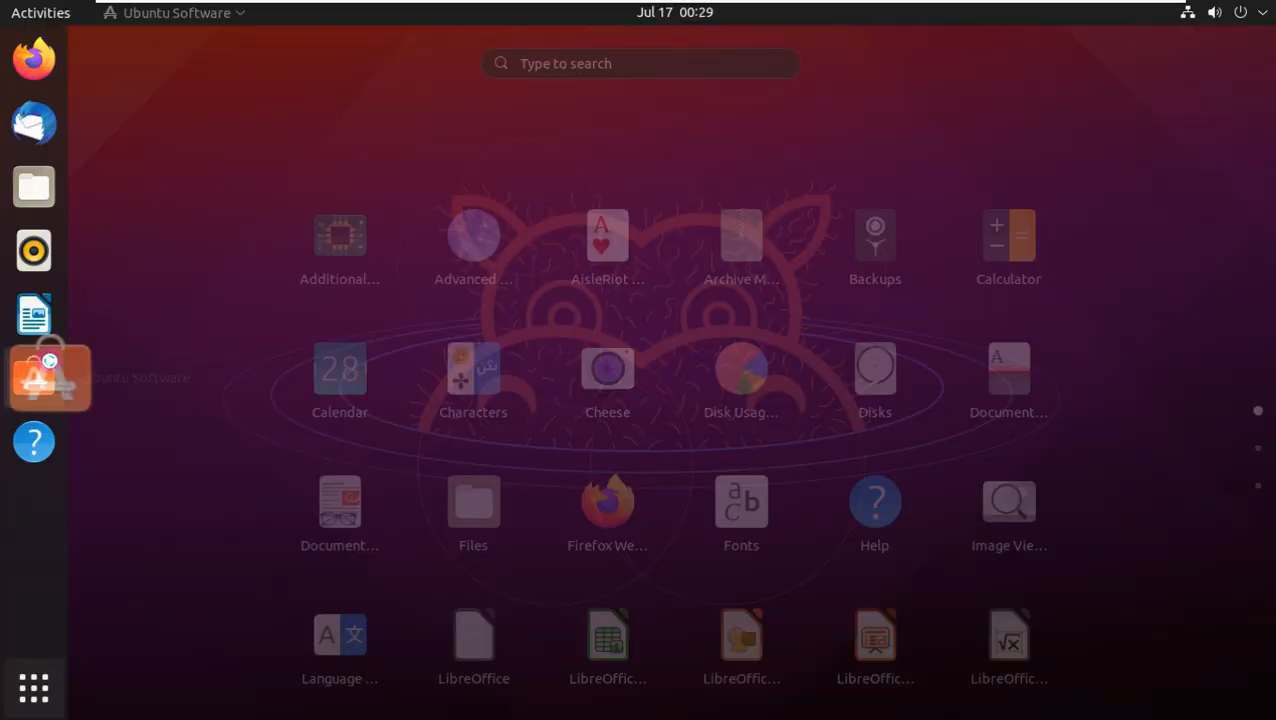 Activities
Ubuntu Software
Jul 17 00:29
Type to search
Additional...
Advanced ...
AisleRiot ...
Archive M...
Backups
Calculator
buntu Software
28
Calendar
Characters
Cheese
Disk Usag...
Disks
Document...
Document...
Files
Firefox We...
Fonts
Help
Image Vie...
Language ...
LibreOffice
LibreOffic...
LibreOffic...
LibreOffic...
LibreOffic...